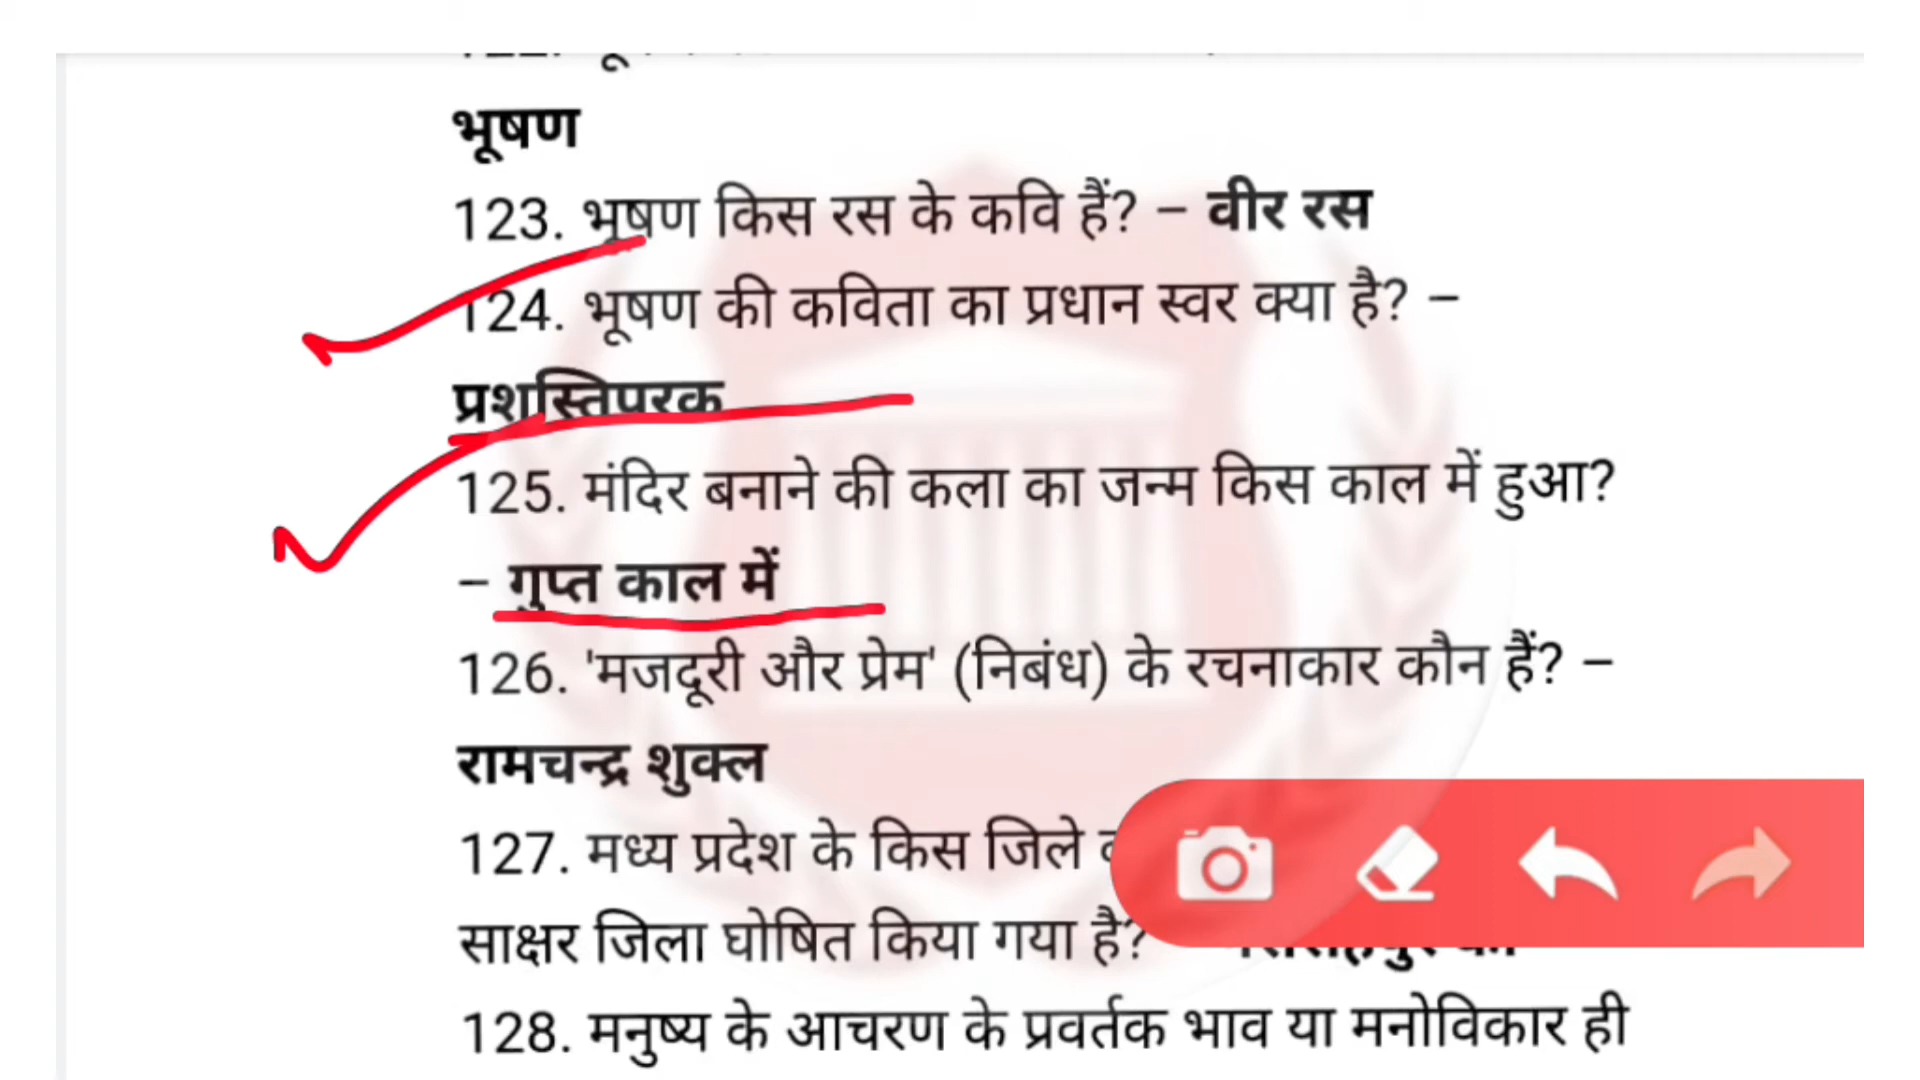 भूषण
123. भूषण किस रस के कवि हैं? – वीर रस
124. भूषण की कविता का प्रधान स्वर क्या है? –
प्रशस्तिपरक
125. मंदिर बनाने की कला का जन्म किस काल में हुआ?
– गुप्त काल में
126. 'मजदूरी और प्रेम' (निबंध) के रचनाकार कौन हैं? –
रामचन्द्र शुक्ल
127. मध्य प्रदेश के किस जिले
साक्षर जिला घोषित किया गया है?
128. मनुष्य के आचरण के प्रवर्तक भाव या मनोविकार ही